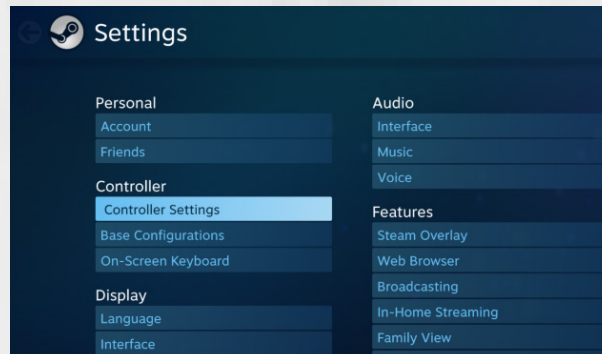 Settings
Personal
Account
Friends
Controller
Controller Settings
Base Configurations
On-Screen Keyboard
Display
Language
Interface
Audio
Interface
Music
Voice
Features
Steam Overlay
Web Browser
Broadcasting
In-Home Streaming
Family View